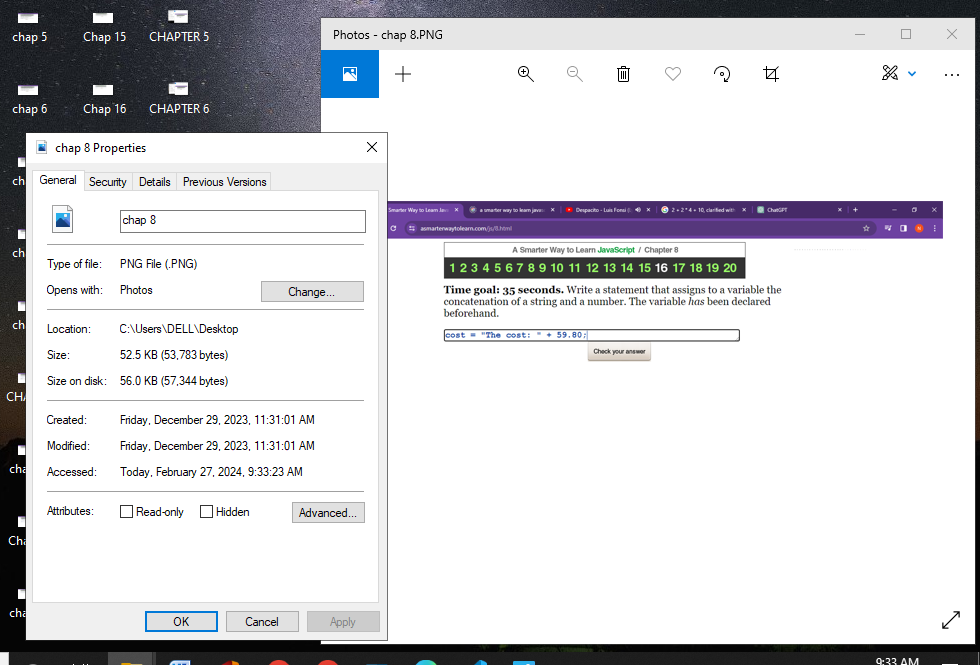 chap 5
Chap 15
CHAPTER 5
chap 6
Chap 16
CHAPTER 6
Photos - chap 8.PNG
chap 8 Properties
General
Security
Details
Previous Versions
chap 8
Type of file:
PNG File (.PNG)
Opens with:
Photos
Change...
Location:
C:\Users\DELL\Desktop
Size:
52.5 KB (53,783 bytes)
Size on disk:
56.0 KB (57,344 bytes)
Created:
Friday, December 29, 2023, 11:31:01 AM
Modified:
Friday, December 29, 2023, 11:31:01 AM
Accessed:
Today, February 27, 2024, 9:33:23 AM
Attributes:
Read-only
Hidden
Advanced...
OK
Cancel
Apply
Smarter Way to Learn Jav
a smarter way to learn javas
Despacito - Luis Fonsi
2 + 2 * 4 + 10, clarified with
ChatGPT
asmarterwaytolearn.com/js/8.html
A Smarter Way to Learn JavaScript / Chapter 8
1 2 3 4 5 6 7 8 9 10 11 12 13 14 15 16 17 18 19 20
Time goal: 35 seconds. Write a statement that assigns to a variable the
concatenation of a string and a number. The variable has been declared
beforehand.
cost = "The cost: " + 59.80;
Check your answer
9:33 AM